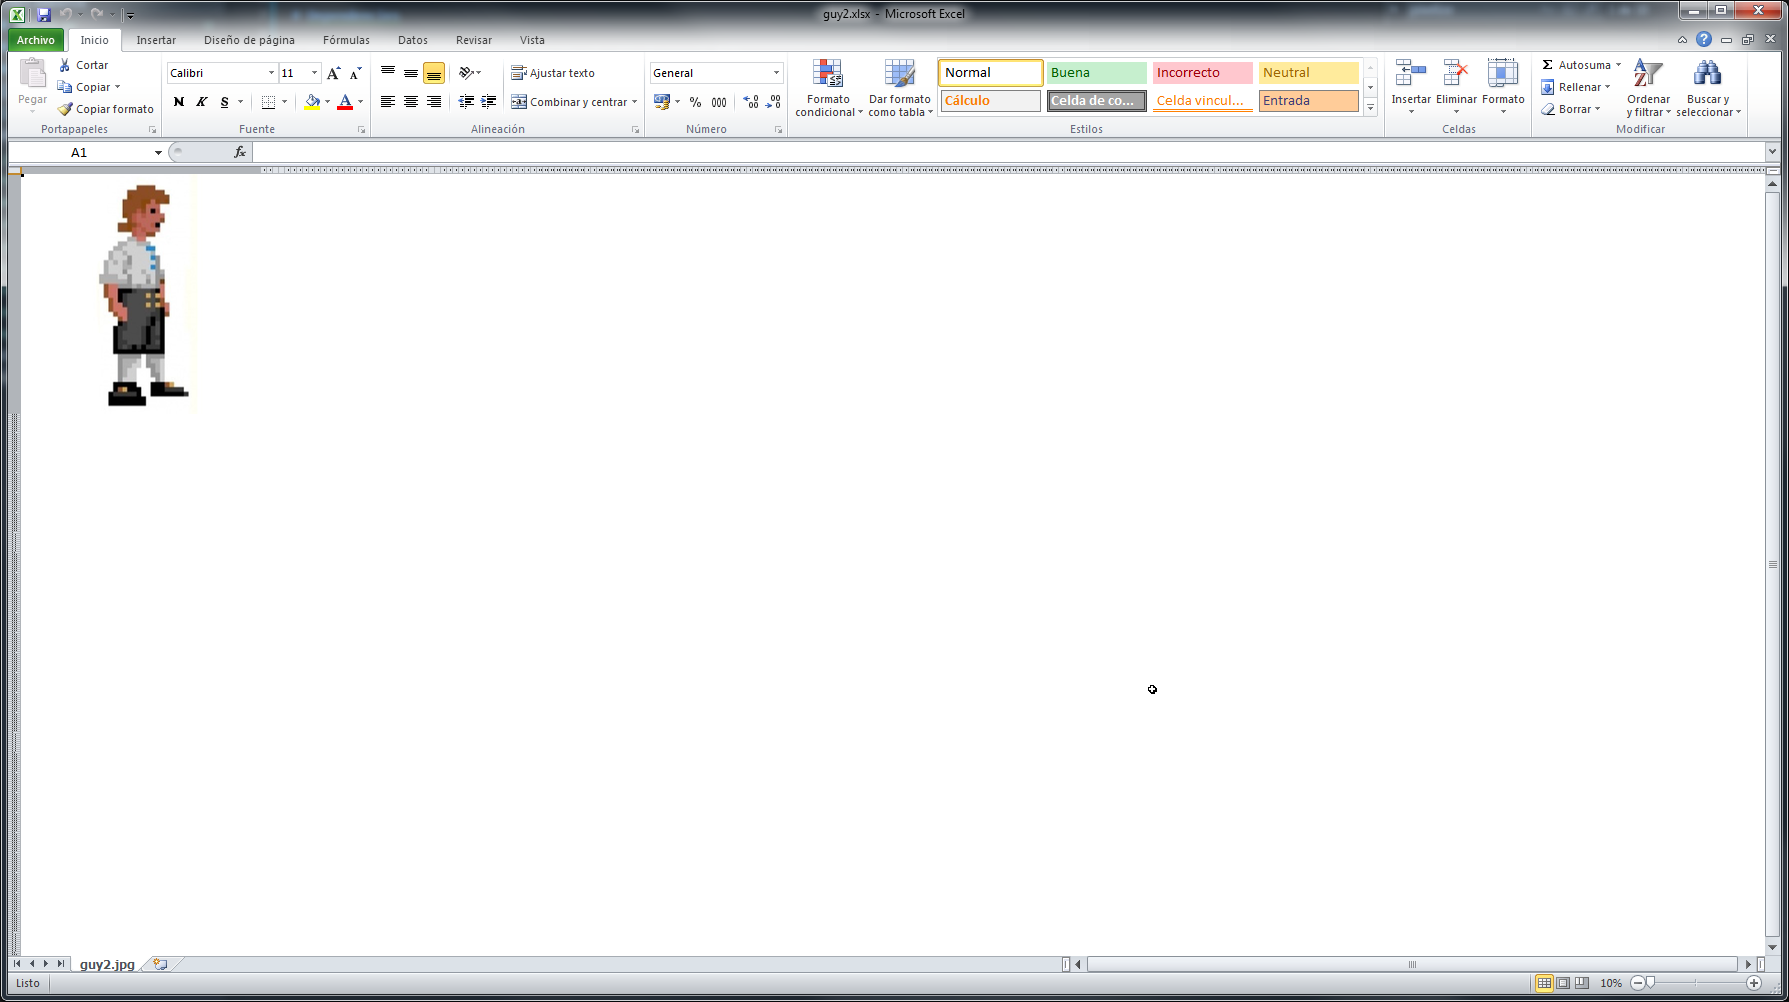 guy2.xlsx - Microsoft Excel
Archivo Inicio Insertar Diseño de página Fórmulas Datos Revisar Vista
Pegar
Cortar
Copiar
Copiar formato
Portapapeles
Calibri 11
N K S
Fuente
Ajustar texto
Combinar y centrar
Alineación
General
% 000
Número
Formato
condicional
Dar formato
como tabla
Normal Buena Incorrecto Neutral
Cálculo Celda de co... Celda vincul... Entrada
Estilos
Insertar Eliminar Formato
Celdas
Σ Autosuma
Rellenar
Borrar
Ordenar
y filtrar
Buscar y
seleccionar
Modificar
A1 fx
guy2.jpg
Listo 10%